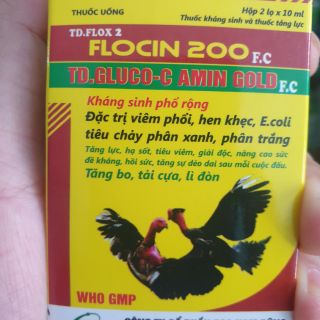 THUỐC UỐNG
Hộp 2 lọ x 10 ml
Thuốc kháng sinh và thuốc tăng lực
TD.FLOX 2
FLOCIN 200 F.C
TD.GLUCO-C AMIN GOLD F.C
Kháng sinh phổ rộng
Đặc trị viêm phổi, hen khẹc, E.coli
tiêu chảy phân xanh, phân trắng
Tăng lực, hạ sốt, tiêu viêm, giải độc, nâng cao sức
đề kháng, hồi sức, tăng sự dẻo dai sau mỗi cuộc đấu.
Tăng bo, tái cựa, lì đòn
WHO GMP